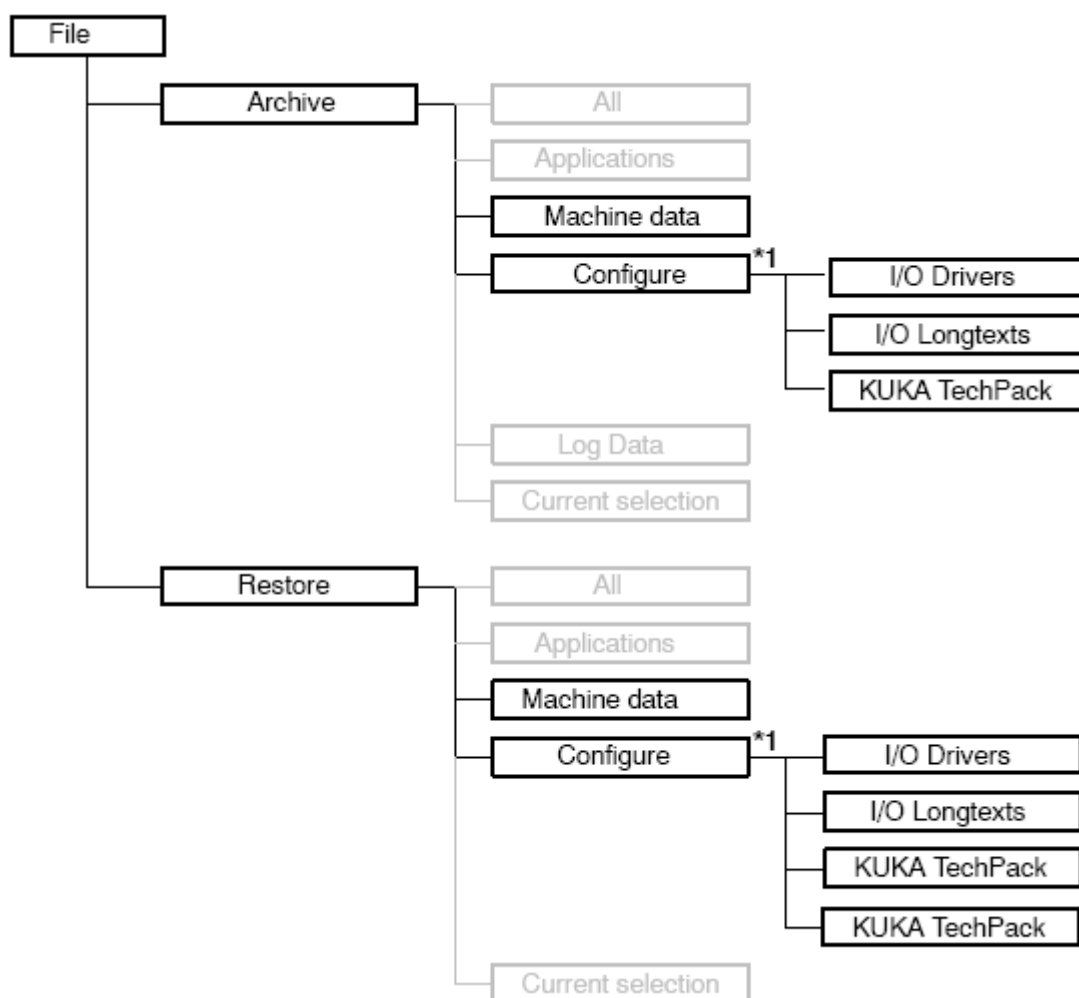 File
Archive
All
Applications
Machine data
Configure
*1
I/O Drivers
I/O Longtexts
KUKA TechPack
Log Data
Current selection
Restore
All
Applications
Machine data
Configure
*1
I/O Drivers
I/O Longtexts
KUKA TechPack
KUKA TechPack
Current selection